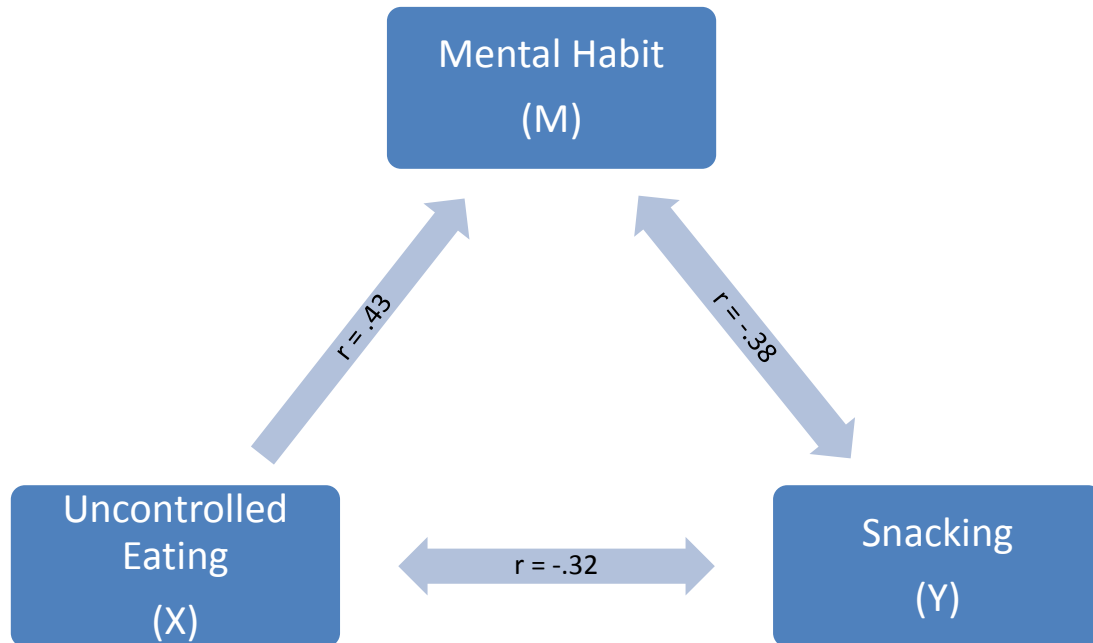 Mental Habit
(M)
r = .43
r = -.38
Uncontrolled
Eating
(X)
r = -.32
Snacking
(Y)